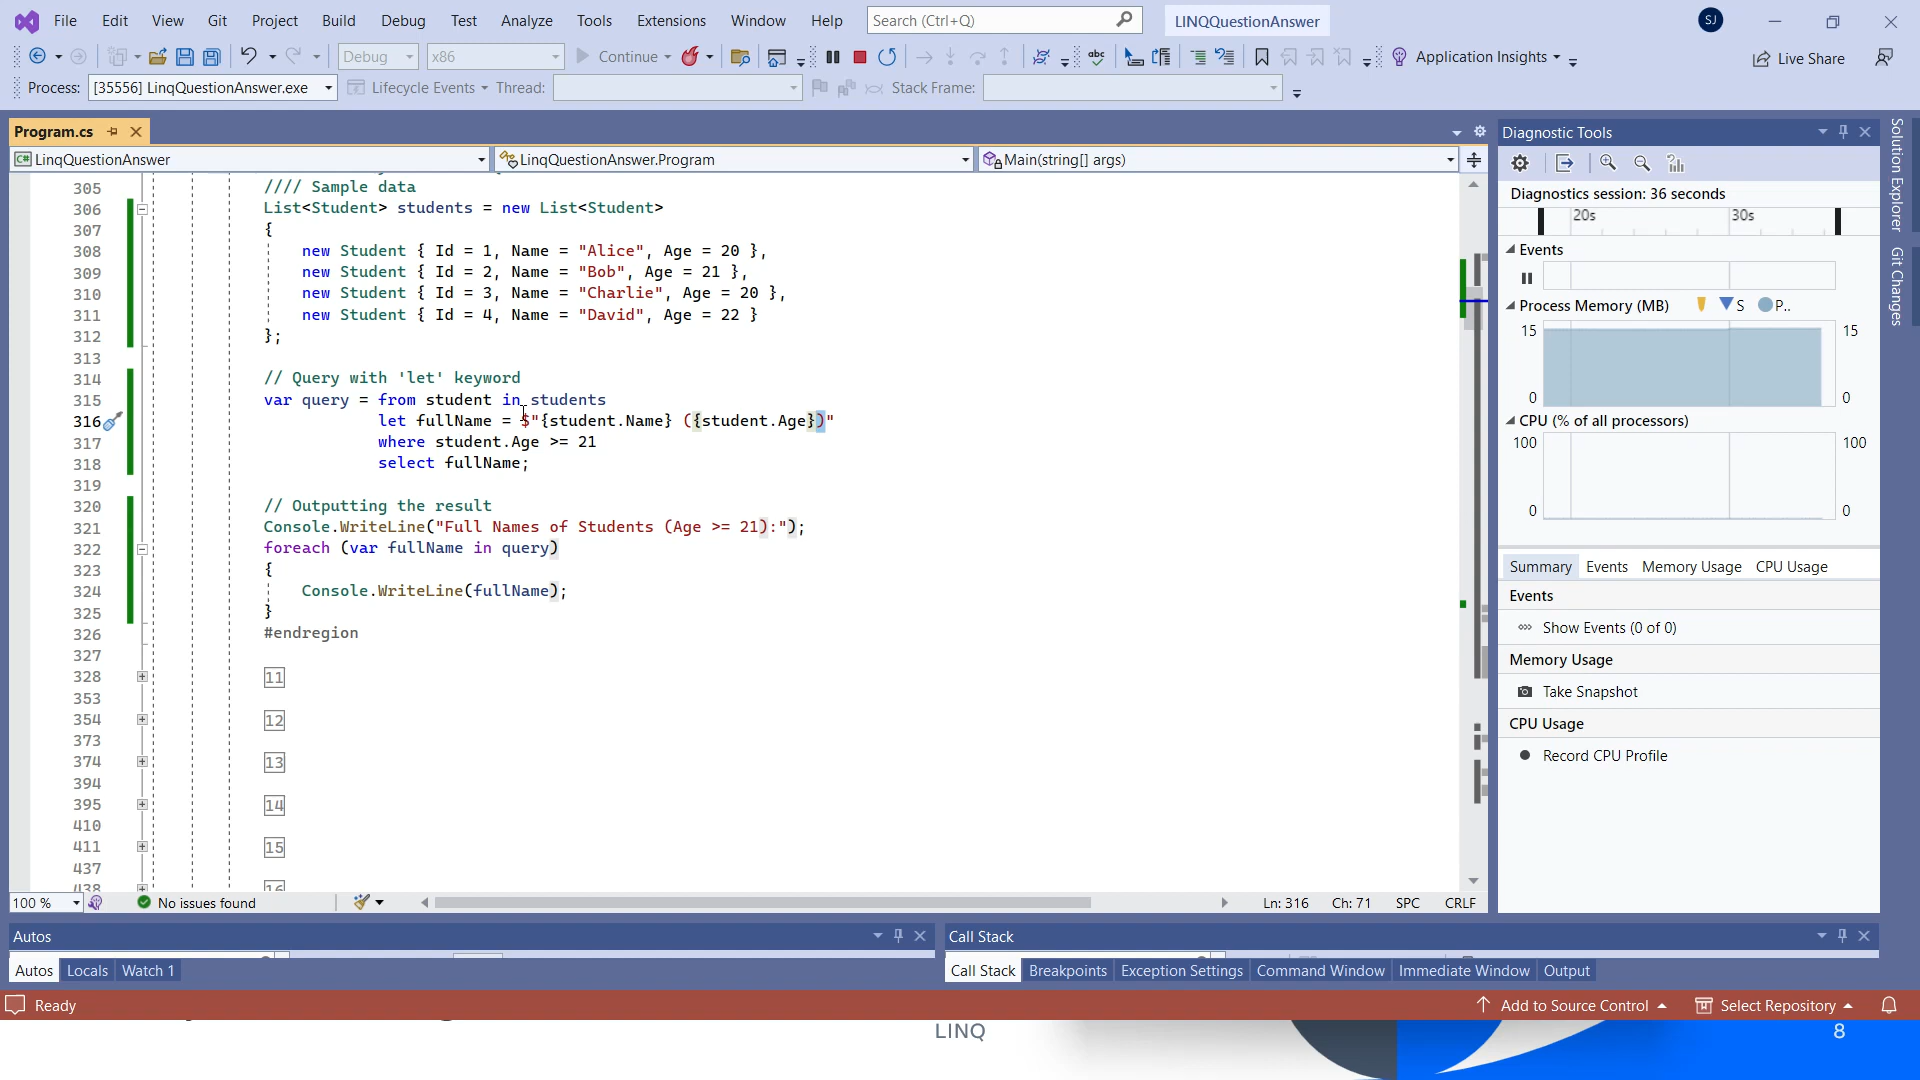 File Edit View Git Project Build Debug Test Analyze Tools Extensions Window Help Search (Ctrl+Q) LINQQuestionAnswer SJ
Debug x86 Continue abc Application Insights Live Share
Process: [35556] LinqQuestionAnswer.exe Lifecycle Events Thread: Stack Frame:
Program.cs
C# LinqQuestionAnswer LinqQuestionAnswer.Program Main(string[] args)
305 //// Sample data
306 List<Student> students = new List<Student>
307 {
308 new Student { Id = 1, Name = "Alice", Age = 20 },
309 new Student { Id = 2, Name = "Bob", Age = 21 },
310 new Student { Id = 3, Name = "Charlie", Age = 20 },
311 new Student { Id = 4, Name = "David", Age = 22 }
312 };
313
314 // Query with 'let' keyword
315 var query = from student in students
316 let fullName = $"{student.Name} ({student.Age})"
317 where student.Age >= 21
318 select fullName;
319
320 // Outputting the result
321 Console.WriteLine("Full Names of Students (Age >= 21):");
322 foreach (var fullName in query)
323 {
324 Console.WriteLine(fullName);
325 }
326 #endregion
327
328 11
353
354 12
373
374 13
394
395 14
410
411 15
437
438 16
100 % No issues found Ln: 316 Ch: 71 SPC CRLF
Diagnostic Tools
Diagnostics session: 36 seconds
20s 30s
Events
Process Memory (MB) S P..
15 15
0 0
CPU (% of all processors)
100 100
0 0
Summary Events Memory Usage CPU Usage
Events
Show Events (0 of 0)
Memory Usage
Take Snapshot
CPU Usage
Record CPU Profile
Solution Explorer
Git Changes
Autos
Autos Locals Watch 1
Call Stack
Call Stack Breakpoints Exception Settings Command Window Immediate Window Output
Ready Add to Source Control Select Repository
LINQ 8